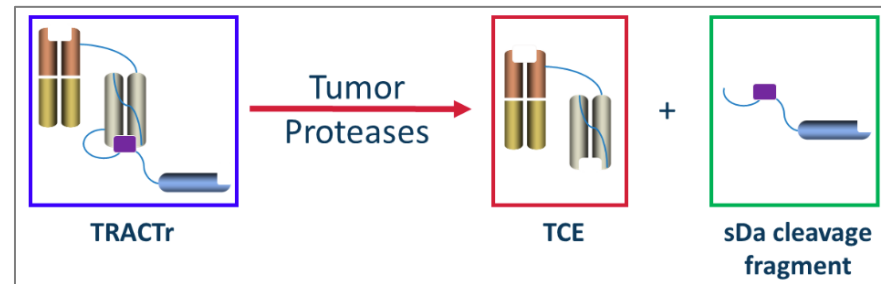 Tumor
Proteases
+
TRACTr
TCE
sDa cleavage
fragment